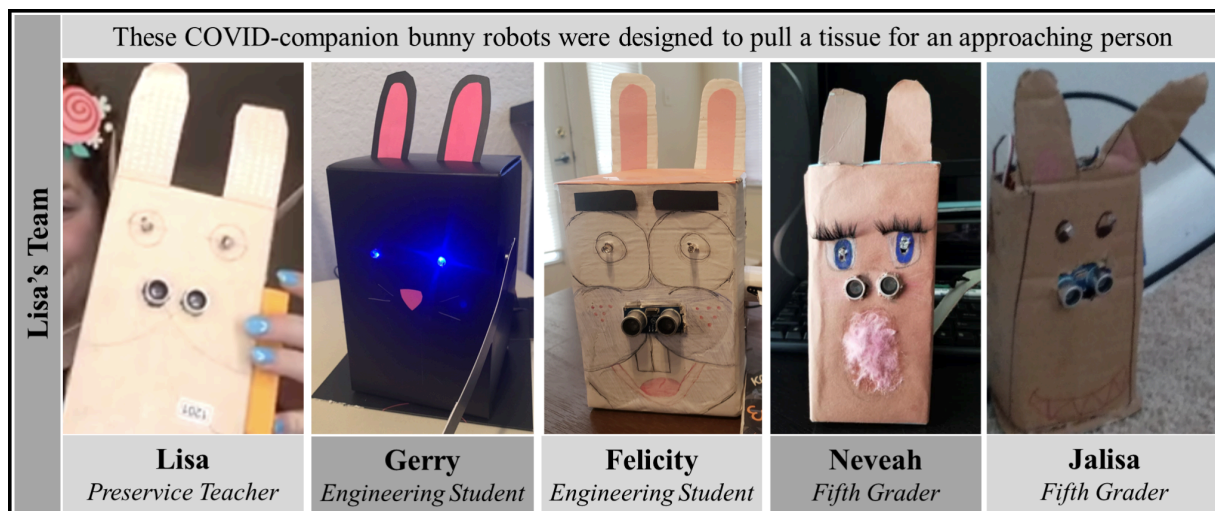 These COVID-companion bunny robots were designed to pull a tissue for an approaching person
Lisa's Team
1201
Lisa
Preservice Teacher
Gerry
Engineering Student
Felicity
Engineering Student
Neveah
Fifth Grader
Jalisa
Fifth Grader